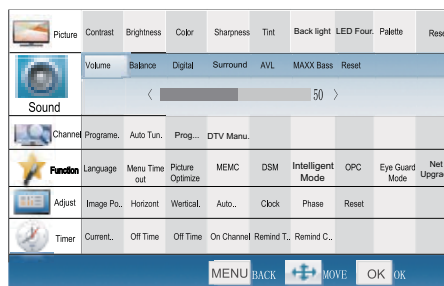 Picture Contrast Brightness Color Sharpness Tint Back light LED Four. Palette Rese
Volume Balance Digital Surround AVL MAXX Bass Reset
Sound
50
Channel Programe. Auto Tun. Prog... DTV Manu.
Function Language Menu Time out Picture Optimize MEMC DSM Intelligent Mode OPC Eye Guard Mode Net Upgra
Adjust Image Po.. Horizont Wertical. Auto.. Clock Phase Reset
Timer Current.. Off Time Off Time On Channel Remind T.. Remind C..
MENU BACK MOVE OK OK